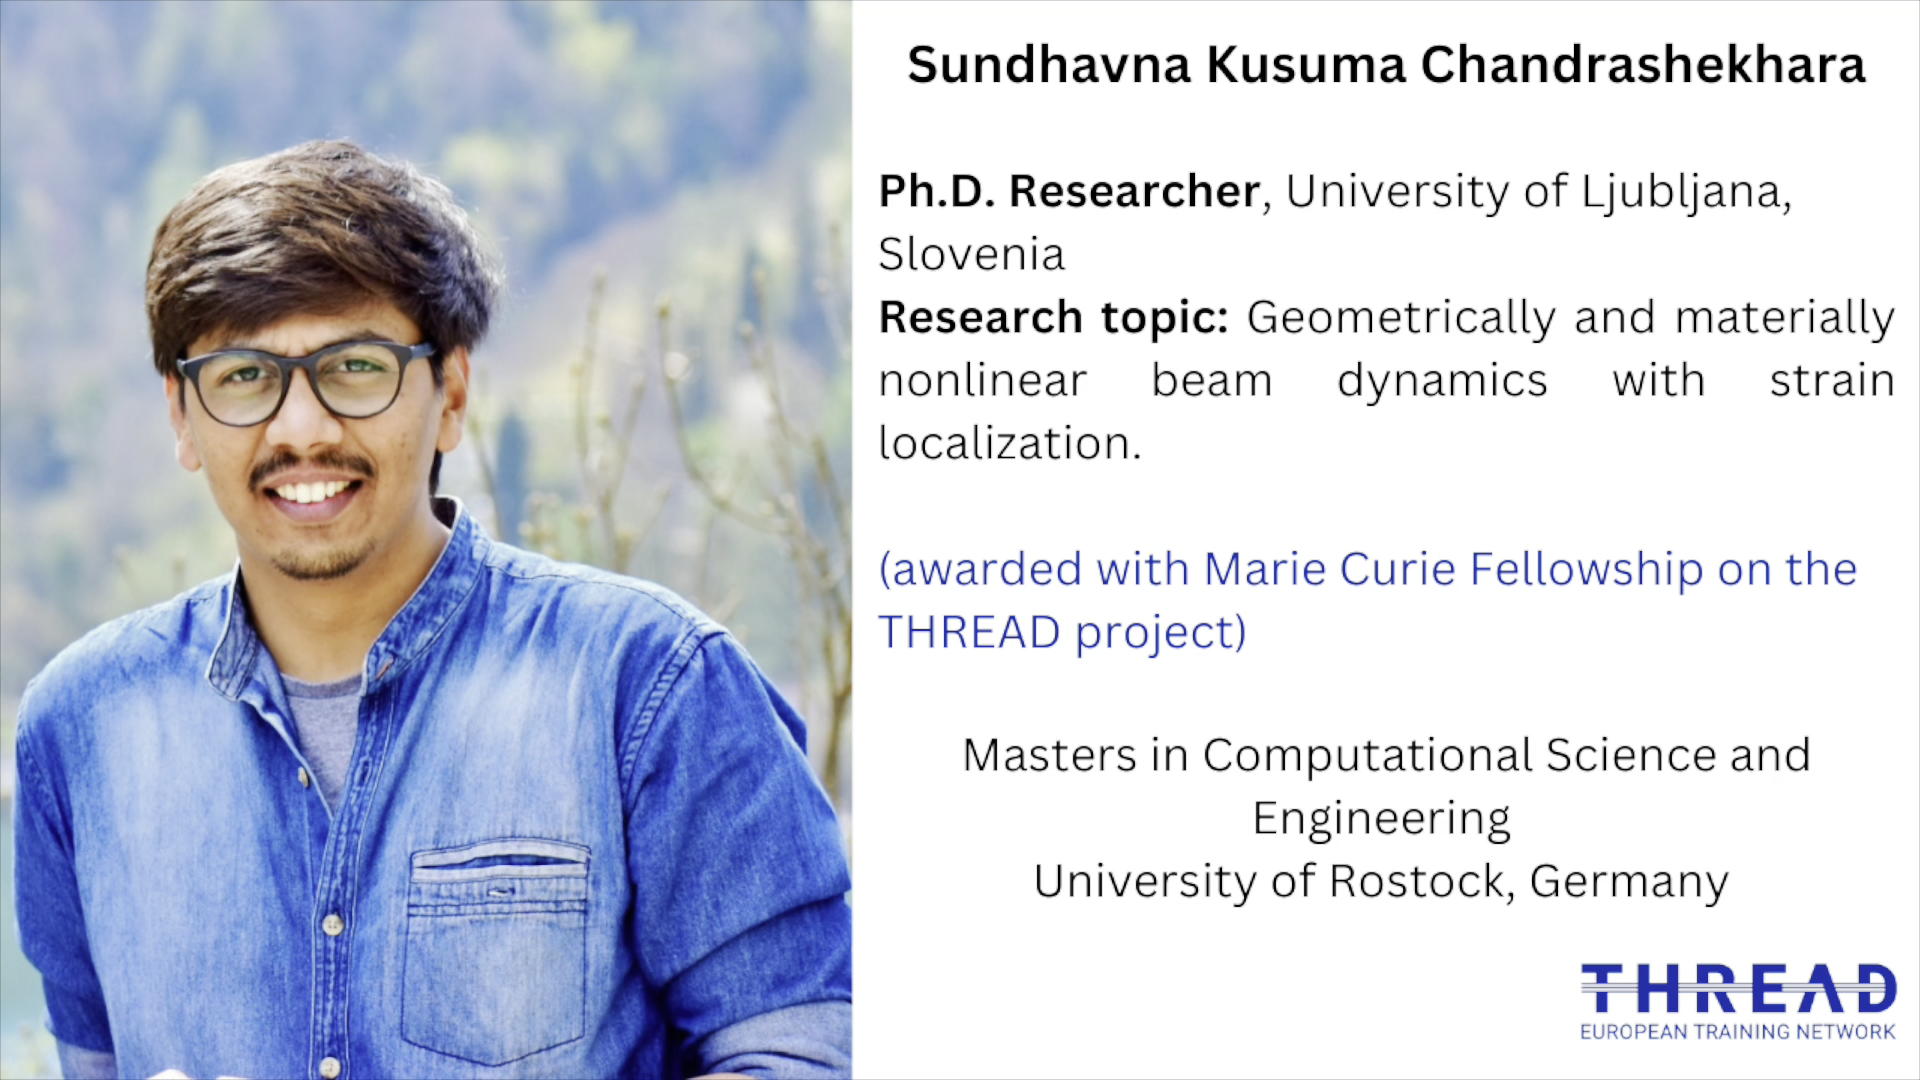 Sundhavna Kusuma Chandrashekhara
Ph.D. Researcher, University of Ljubljana,
Slovenia
Research topic: Geometrically and materially
nonlinear beam dynamics with strain
localization.
(awarded with Marie Curie Fellowship on the
THREAD project)
Masters in Computational Science and
Engineering
University of Rostock, Germany
THREAD
EUROPEAN TRAINING NETWORK